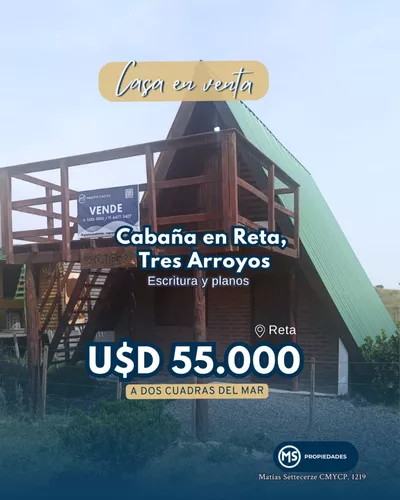 Casa en venta
VENDE
Cabaña en Reta,
Tres Arroyos
Escritura y planos
Reta
U$D 55.000
A DOS CUADRAS DEL MAR
MS PROPIEDADES
Matías Settecerze CMYCP. 1219